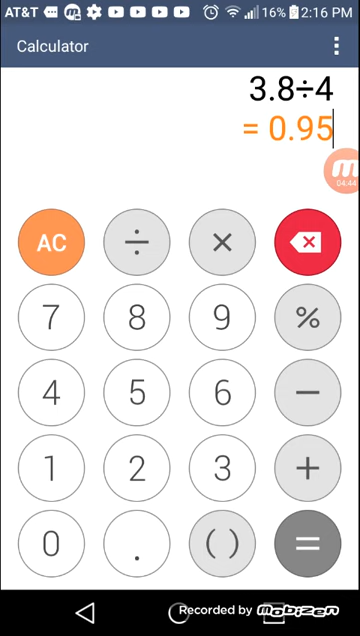 AT&T 16% 2:16 PM
Calculator
3.8÷4
= 0.95
04:44
AC ÷ ×
7 8 9 %
4 5 6 −
1 2 3 +
0 . ( ) =
Recorded by mobizen